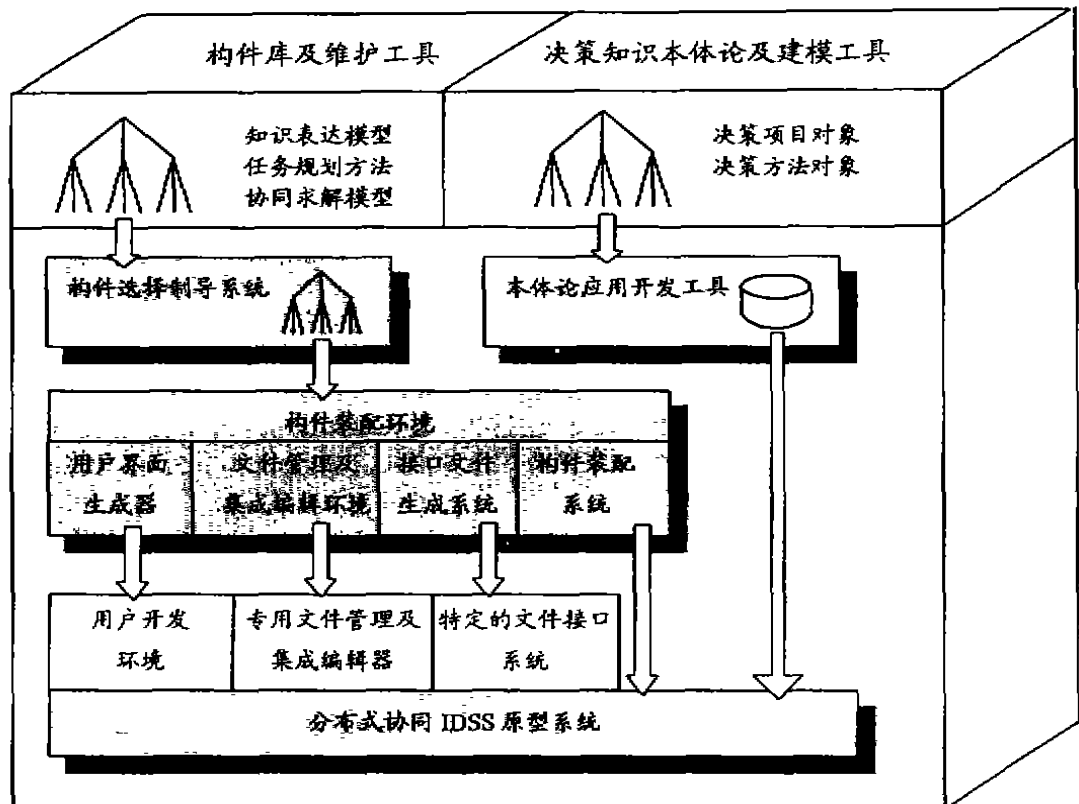 构件库及维护工具
决策知识本体论及建模工具
知识表达模型
任务规划方法
协同求解模型
决策项目对象
决策方法对象
构件选择制导系统
本体论应用开发工具
构件装配环境
用户界面
生成器
文件管理及
集成编辑环境
接口文件
生成系统
构件装配
系统
用户开发
环境
专用文件管理及
集成编辑器
特定的文件接口
系统
分布式协同 IDSS 原型系统